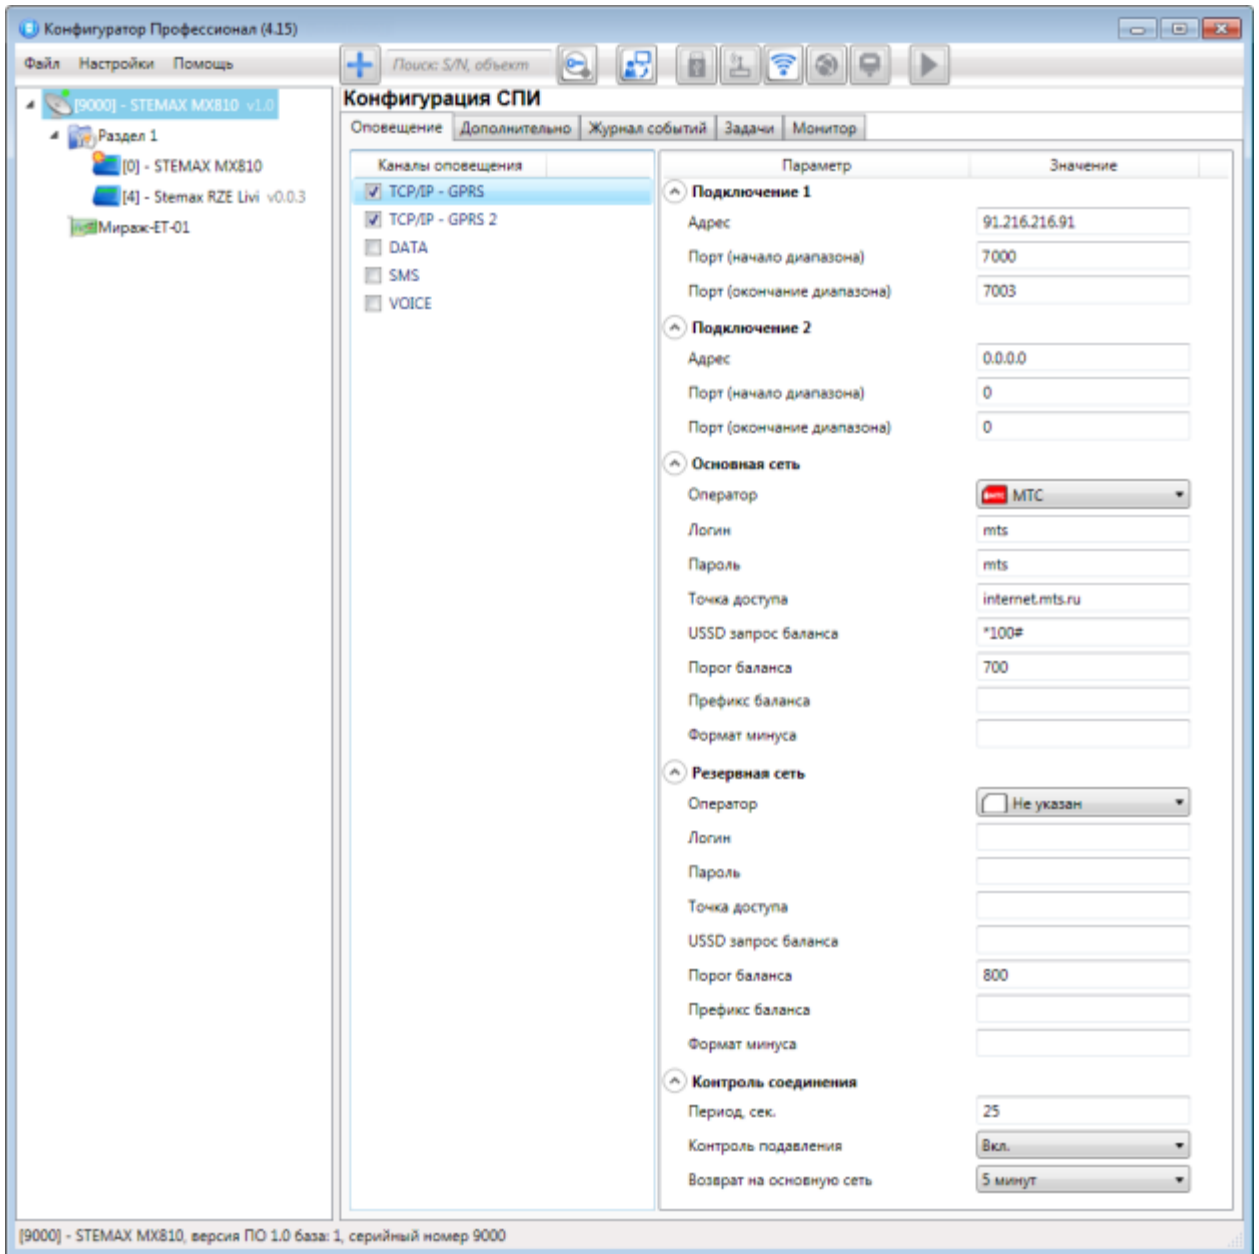 Конфигуратор Профессионал (4.15)
Файл Настройки Помощь
Поиск: S/N, объект
[9000] - STEMAX MX810 v1.0
Раздел 1
[0] - STEMAX MX810
[4] - Stemax RZE Livi v0.0.3
Мираж-ET-01
Конфигурация СПИ
Оповещение Дополнительно Журнал событий Задачи Монитор
Каналы оповещения
TCP/IP - GPRS
TCP/IP - GPRS 2
DATA
SMS
VOICE
Параметр Значение
Подключение 1
Адрес 91.216.216.91
Порт (начало диапазона) 7000
Порт (окончание диапазона) 7003
Подключение 2
Адрес 0.0.0.0
Порт (начало диапазона) 0
Порт (окончание диапазона) 0
Основная сеть
Оператор МТС
Логин mts
Пароль mts
Точка доступа internet.mts.ru
USSD запрос баланса *100#
Порог баланса 700
Префикс баланса
Формат минуса
Резервная сеть
Оператор Не указан
Логин
Пароль
Точка доступа
USSD запрос баланса
Порог баланса 800
Префикс баланса
Формат минуса
Контроль соединения
Период, сек. 25
Контроль подавления Вкл.
Возврат на основную сеть 5 минут
[9000] - STEMAX MX810, версия ПО 1.0 база: 1, серийный номер 9000